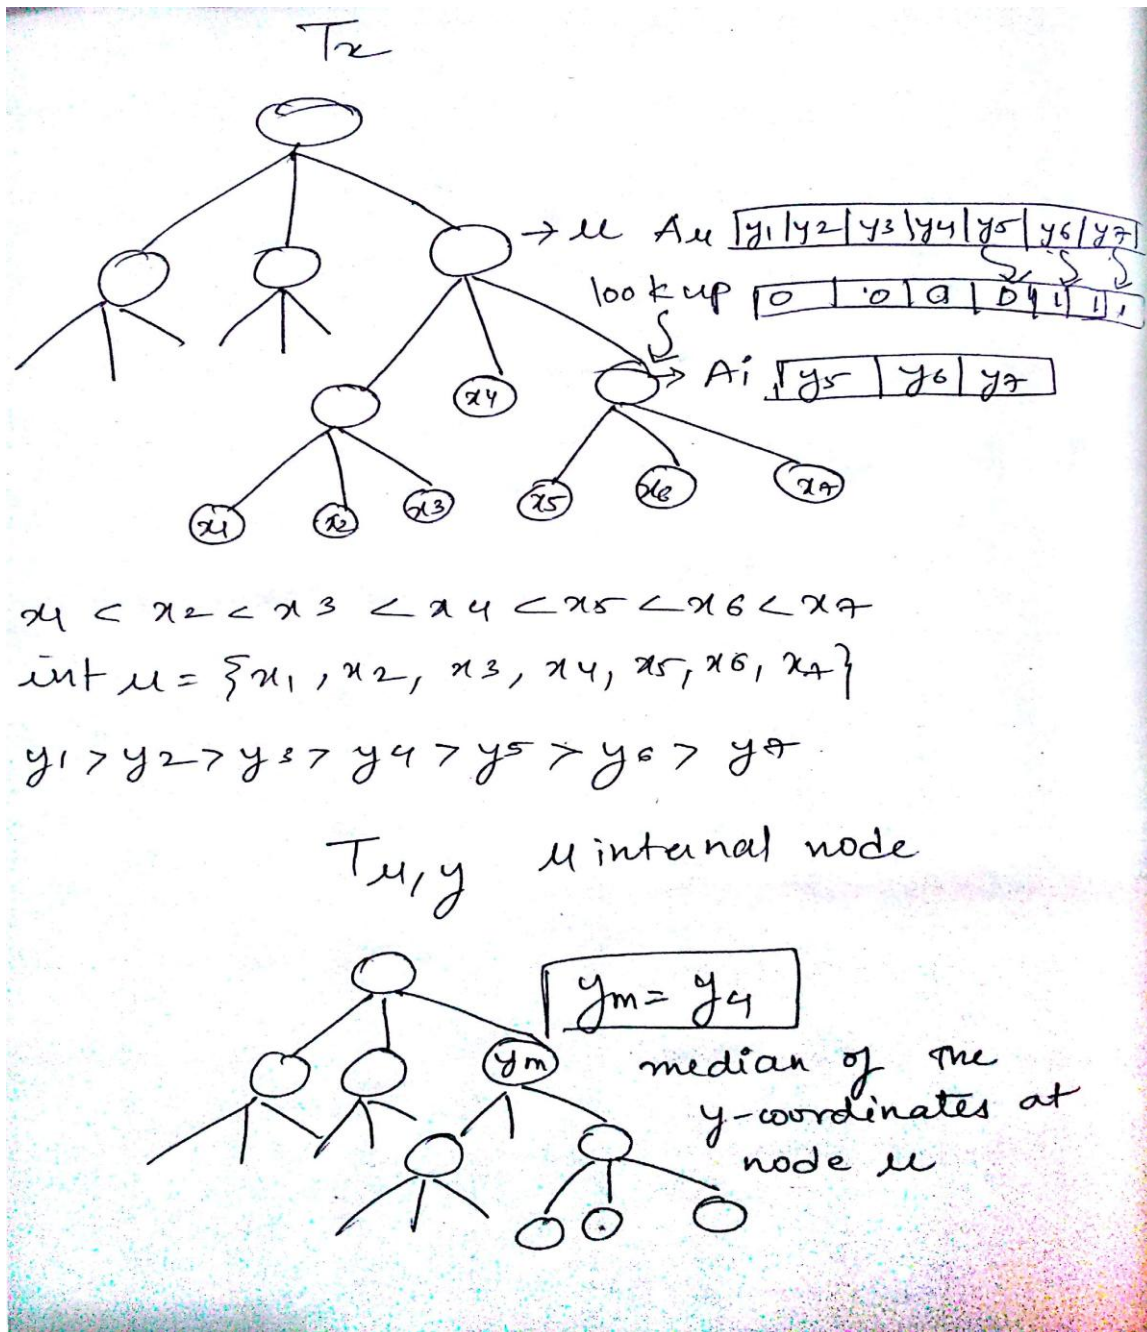 Tx
→ u Au y1 y2 y3 y4 y5 y6 y7
lookup 0 0 0 0 1 1 1
→ Ai y5 y6 y7
x4
x1 x2 x3 x5 x6 x7
x1 < x2 < x3 < x4 < x5 < x6 < x7
int u = {x1, x2, x3, x4, x5, x6, x7}
y1 > y2 > y3 > y4 > y5 > y6 > y7
Tu,y u internal node
ym = y4
ym median of the
y-coordinates at
node u